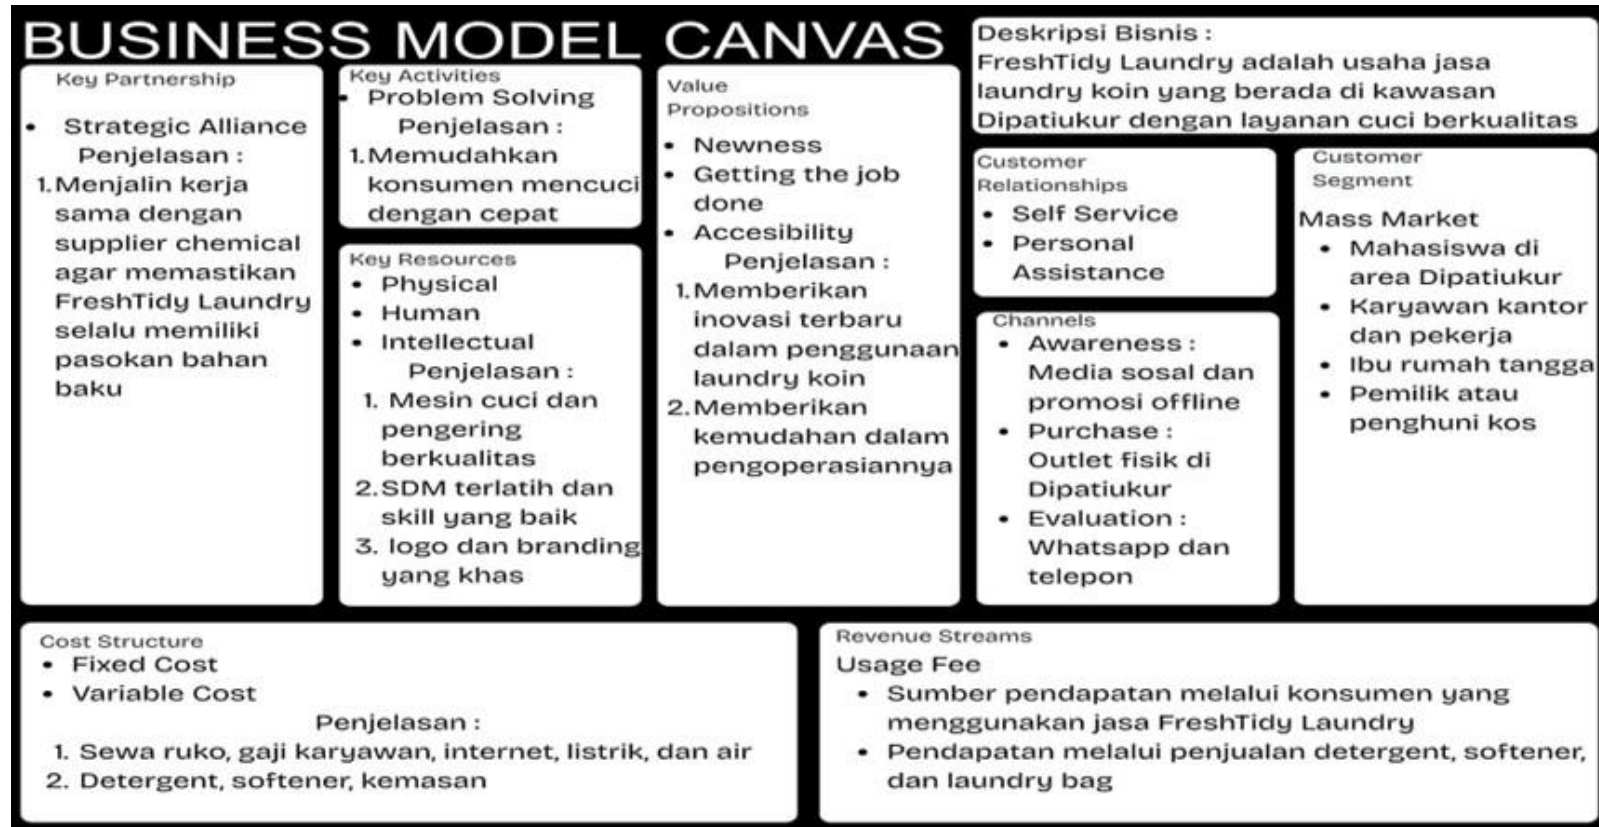 BUSINESS MODEL CANVAS
Deskripsi Bisnis :
FreshTidy Laundry adalah usaha jasa
laundry koin yang berada di kawasan
Dipatiukur dengan layanan cuci berkualitas
Key Partnership
• Strategic Alliance
Penjelasan :
1. Menjalin kerja
sama dengan
supplier chemical
agar memastikan
FreshTidy Laundry
selalu memiliki
pasokan bahan
baku
Key Activities
• Problem Solving
Penjelasan :
1. Memudahkan
konsumen mencuci
dengan cepat
Key Resources
• Physical
• Human
• Intellectual
Penjelasan :
1. Mesin cuci dan
pengering
berkualitas
2. SDM terlatih dan
skill yang baik
3. logo dan branding
yang khas
Value
Propositions
• Newness
• Getting the job
done
• Accesibility
Penjelasan :
1. Memberikan
inovasi terbaru
dalam penggunaan
laundry koin
2. Memberikan
kemudahan dalam
pengoperasiannya
Customer
Relationships
• Self Service
• Personal
Assistance
Channels
• Awareness :
Media sosal dan
promosi offline
• Purchase :
Outlet fisik di
Dipatiukur
• Evaluation :
Whatsapp dan
telepon
Customer
Segment
Mass Market
• Mahasiswa di
area Dipatiukur
• Karyawan kantor
dan pekerja
• Ibu rumah tangga
• Pemilik atau
penghuni kos
Cost Structure
• Fixed Cost
• Variable Cost
Penjelasan :
1. Sewa ruko, gaji karyawan, internet, listrik, dan air
2. Detergent, softener, kemasan
Revenue Streams
Usage Fee
• Sumber pendapatan melalui konsumen yang
menggunakan jasa FreshTidy Laundry
• Pendapatan melalui penjualan detergent, softener,
dan laundry bag